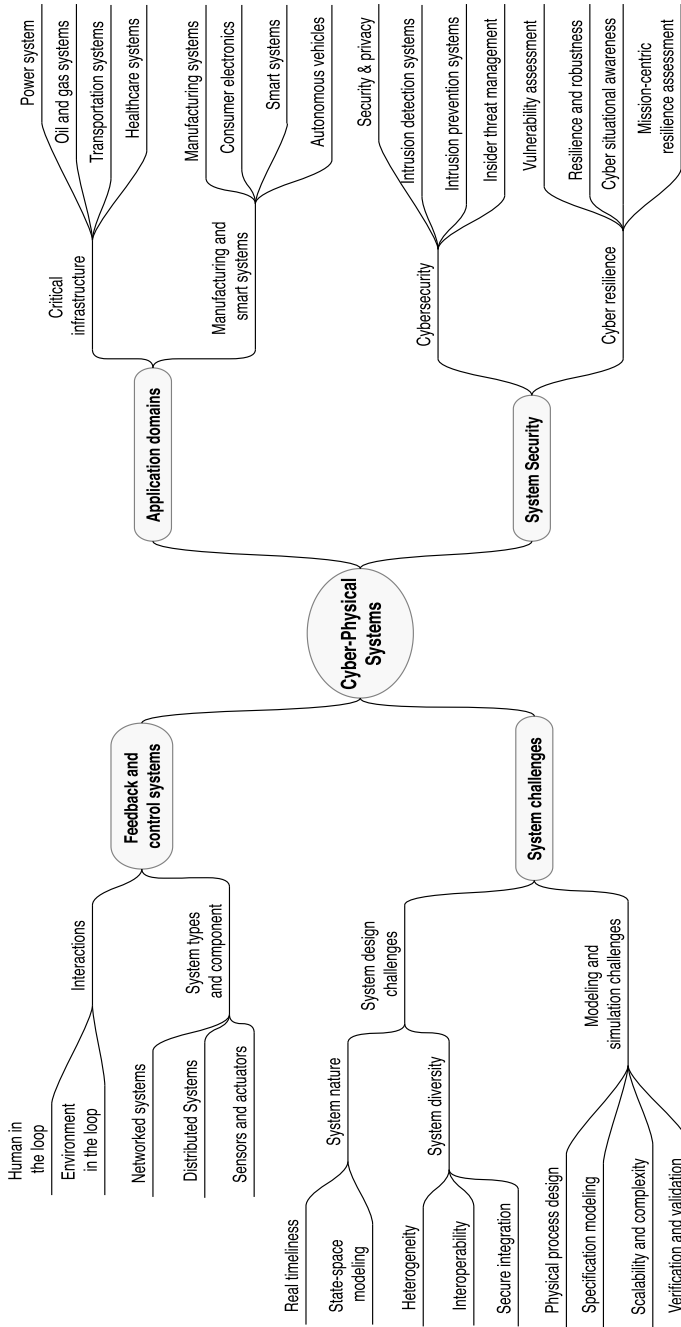 Human in
the loop
Environment
in the loop
Interactions
Networked systems
Distributed Systems
Sensors and actuators
System types
and component
Feedback and
control systems
Real timeliness
State-space
modeling
System nature
Heterogeneity
Interoperability
Secure integration
System diversity
System design
challenges
Physical process design
Specification modeling
Scalability and complexity
Verification and validation
Modeling and
simulation challenges
System challenges
Cyber-Physical
Systems
Application domains
Critical
infrastructure
Power system
Oil and gas systems
Transportation systems
Healthcare systems
Manufacturing and
smart systems
Manufacturing systems
Consumer electronics
Smart systems
Autonomous vehicles
System Security
Cybersecurity
Security & privacy
Intrusion detection systems
Intrusion prevention systems
Insider threat management
Cyber resilience
Vulnerability assessment
Resilience and robustness
Cyber situational awareness
Mission-centric
resilience assessment